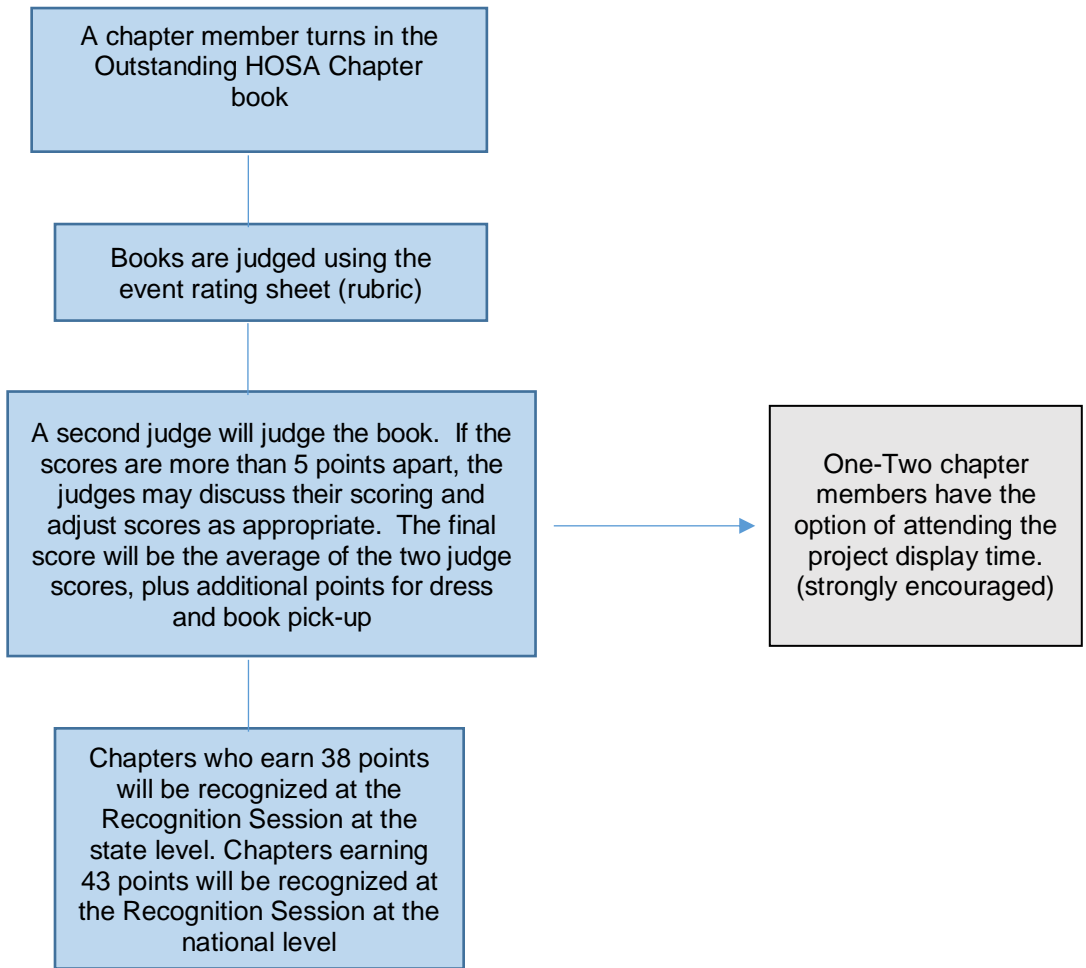 A chapter member turns in the
Outstanding HOSA Chapter
book
Books are judged using the
event rating sheet (rubric)
A second judge will judge the book.  If the
scores are more than 5 points apart, the
judges may discuss their scoring and
adjust scores as appropriate.  The final
score will be the average of the two judge
scores, plus additional points for dress
and book pick-up
One-Two chapter
members have the
option of attending the
project display time.
(strongly encouraged)
Chapters who earn 38 points
will be recognized at the
Recognition Session at the
state level. Chapters earning
43 points will be recognized at
the Recognition Session at the
national level